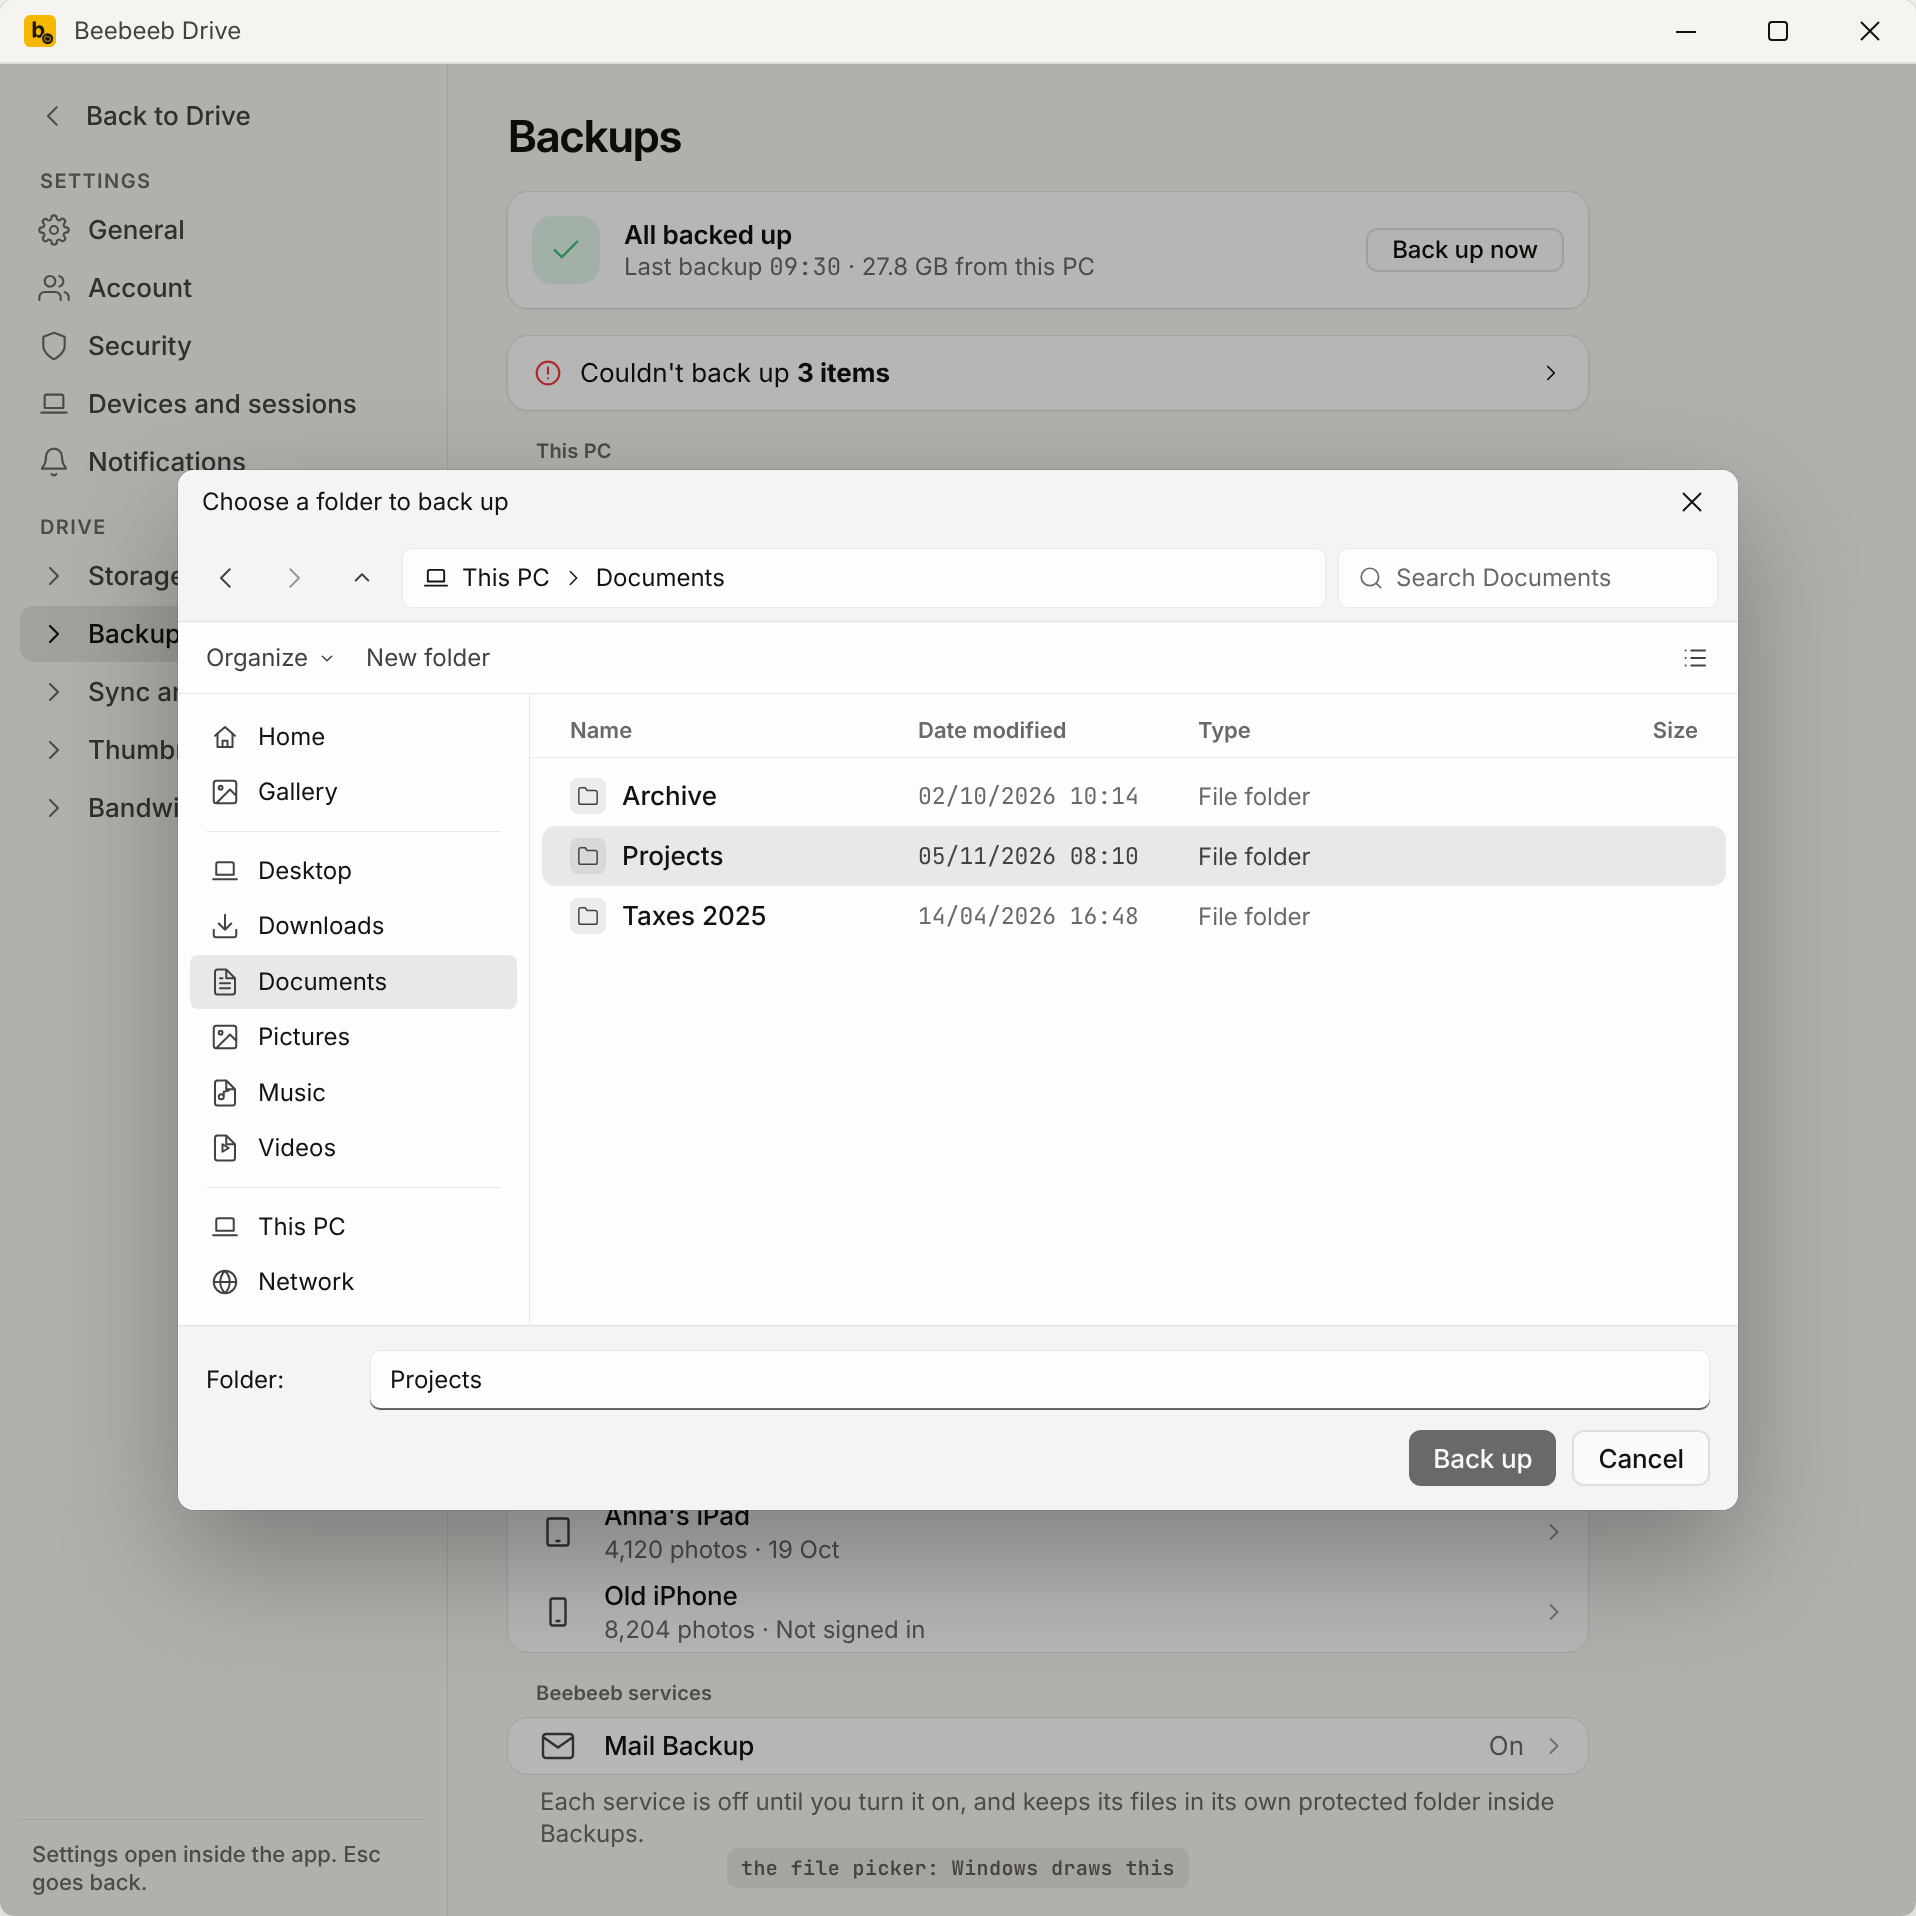 Beebeeb Drive
Back to Drive
SETTINGS
General
Account
Security
Devices and sessions
Notifications
DRIVE
Storage
Backup
Sync
Backups
All backed up
Last backup 09:30 · 27.8 GB from this PC
Back up now
Couldn't back up 3 items
This PC
Choose a folder to back up
This PC > Documents
Search Documents
Organize
New folder
Home
Gallery
Desktop
Downloads
Documents
Pictures
Music
Videos
This PC
Network
Name Date modified Type Size
Archive 02/10/2026 10:14 File folder
Projects 05/11/2026 08:10 File folder
Taxes 2025 14/04/2026 16:48 File folder
Folder: Projects
Back up
Cancel
Anna's iPad
4,120 photos · 19 Oct
Old iPhone
8,204 photos · Not signed in
Beebeeb services
Mail Backup On
Each service is off until you turn it on, and keeps its files in its own protected folder inside
Backups.
the file picker: Windows draws this
Settings open inside the app. Esc
goes back.